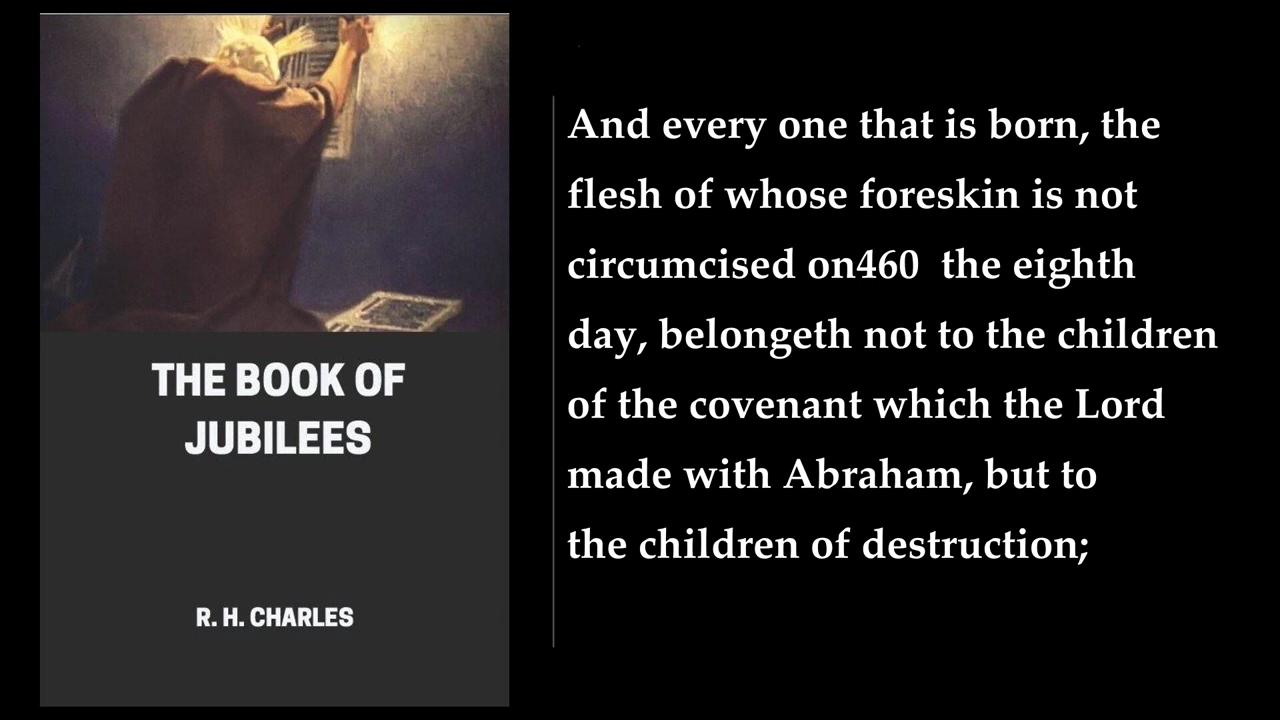 THE BOOK OF
JUBILEES
R. H. CHARLES
And every one that is born, the
flesh of whose foreskin is not
circumcised on460  the eighth
day, belongeth not to the children
of the covenant which the Lord
made with Abraham, but to
the children of destruction;